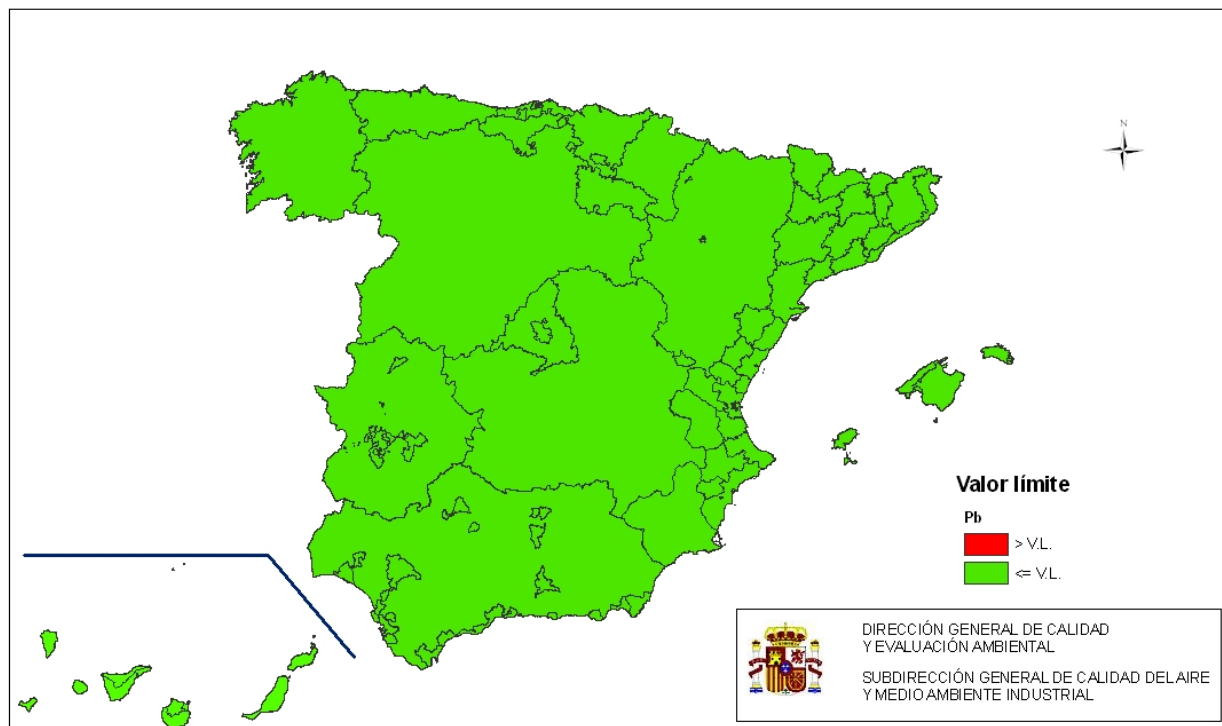 N
Valor límite
Pb
> V.L.
<= V.L.
DIRECCIÓN GENERAL DE CALIDAD
Y EVALUACIÓN AMBIENTAL
SUBDIRECCIÓN GENERAL DE CALIDAD DEL AIRE
Y MEDIO AMBIENTE INDUSTRIAL